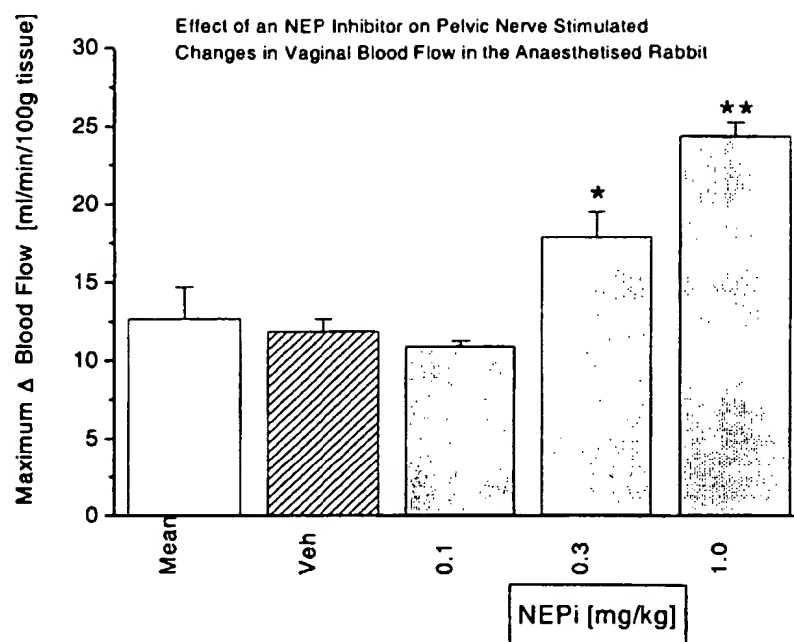 Effect of an NEP Inhibitor on Pelvic Nerve Stimulated
Changes in Vaginal Blood Flow in the Anaesthetised Rabbit
Maximum Δ Blood Flow [ml/min/100g tissue]
30
25
20
15
10
5
0
*
**
Mean
Veh
0.1
0.3
1.0
NEPi [mg/kg]